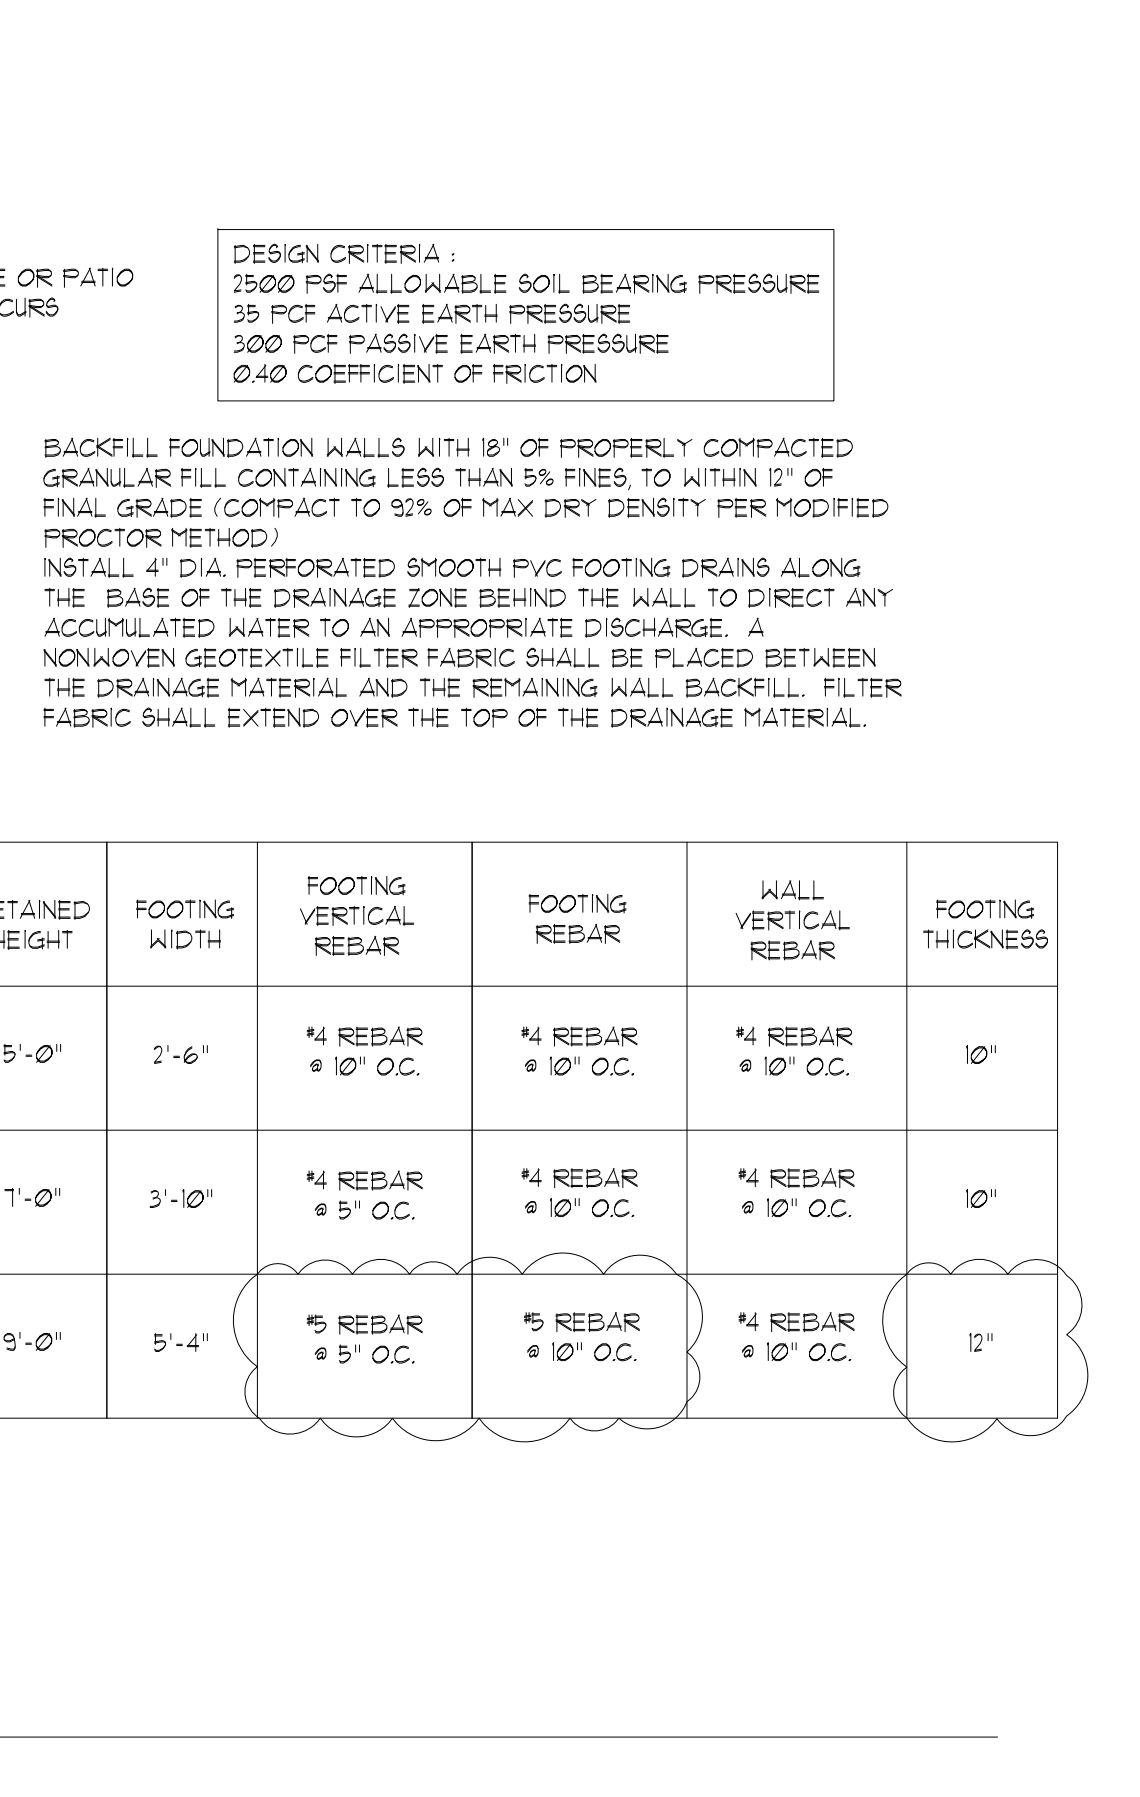 DESIGN CRITERIA :
2500 PSF ALLOWABLE SOIL BEARING PRESSURE
35 PCF ACTIVE EARTH PRESSURE
300 PCF PASSIVE EARTH PRESSURE
0.40 COEFFICIENT OF FRICTION
OR PATIO
BACKFILL FOUNDATION WALLS WITH 18" OF PROPERLY COMPACTED
GRANULAR FILL CONTAINING LESS THAN 5% FINES, TO WITHIN 12" OF
FINAL GRADE (COMPACT TO 92% OF MAX DRY DENSITY PER MODIFIED
PROCTOR METHOD)
INSTALL 4" DIA. PERFORATED SMOOTH PVC FOOTING DRAINS ALONG
THE BASE OF THE DRAINAGE ZONE BEHIND THE WALL TO DIRECT ANY
ACCUMULATED WATER TO AN APPROPRIATE DISCHARGE. A
NONWOVEN GEOTEXTILE FILTER FABRIC SHALL BE PLACED BETWEEN
THE DRAINAGE MATERIAL AND THE REMAINING WALL BACKFILL. FILTER
FABRIC SHALL EXTEND OVER THE TOP OF THE DRAINAGE MATERIAL.
FOOTING
WIDTH
FOOTING
VERTICAL
REBAR
FOOTING
REBAR
WALL
VERTICAL
REBAR
FOOTING
THICKNESS
5'-0"
2'-6"
#4 REBAR
@ 10" O.C.
#4 REBAR
@ 10" O.C.
#4 REBAR
@ 10" O.C.
10"
7'-0"
3'-10"
#4 REBAR
@ 5" O.C.
#4 REBAR
@ 10" O.C.
#4 REBAR
@ 10" O.C.
10"
9'-0"
5'-4"
#5 REBAR
@ 5" O.C.
#5 REBAR
@ 10" O.C.
#4 REBAR
@ 10" O.C.
12"